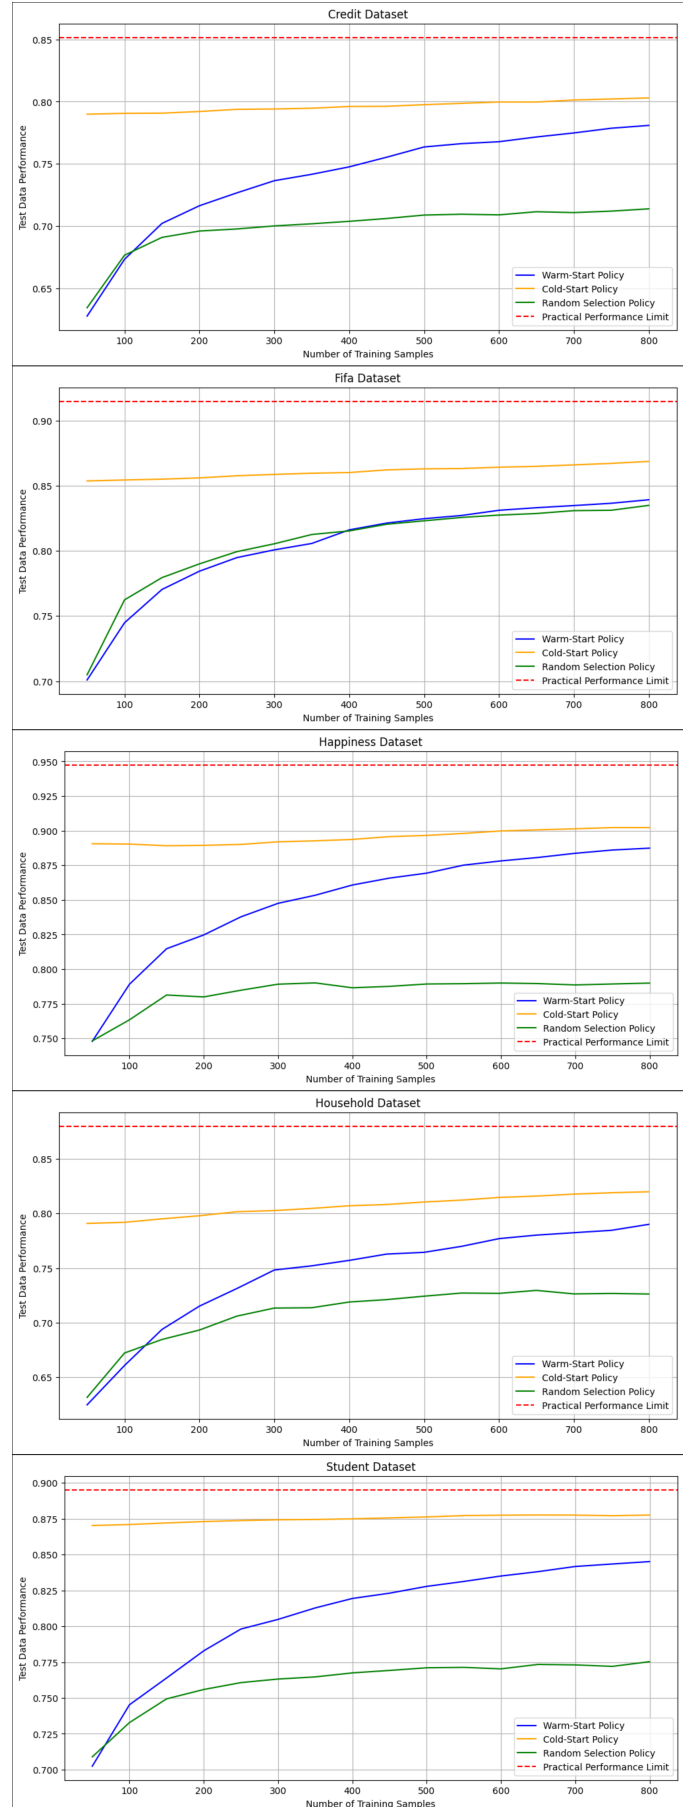 Credit Dataset
0.85
0.80
0.75
0.70
0.65
Test Data Performance
Warm-Start Policy
Cold-Start Policy
Random Selection Policy
Practical Performance Limit
100 200 300 400 500 600 700 800
Number of Training Samples
Fifa Dataset
0.90
0.85
0.80
0.75
0.70
Test Data Performance
Warm-Start Policy
Cold-Start Policy
Random Selection Policy
Practical Performance Limit
100 200 300 400 500 600 700 800
Number of Training Samples
Happiness Dataset
0.950
0.925
0.900
0.875
0.850
0.825
0.800
0.775
0.750
Test Data Performance
Warm-Start Policy
Cold-Start Policy
Random Selection Policy
Practical Performance Limit
100 200 300 400 500 600 700 800
Number of Training Samples
Household Dataset
0.85
0.80
0.75
0.70
0.65
Test Data Performance
Warm-Start Policy
Cold-Start Policy
Random Selection Policy
Practical Performance Limit
100 200 300 400 500 600 700 800
Number of Training Samples
Student Dataset
0.900
0.875
0.850
0.825
0.800
0.775
0.750
0.725
0.700
Test Data Performance
Warm-Start Policy
Cold-Start Policy
Random Selection Policy
Practical Performance Limit
100 200 300 400 500 600 700 800
Number of Training Samples